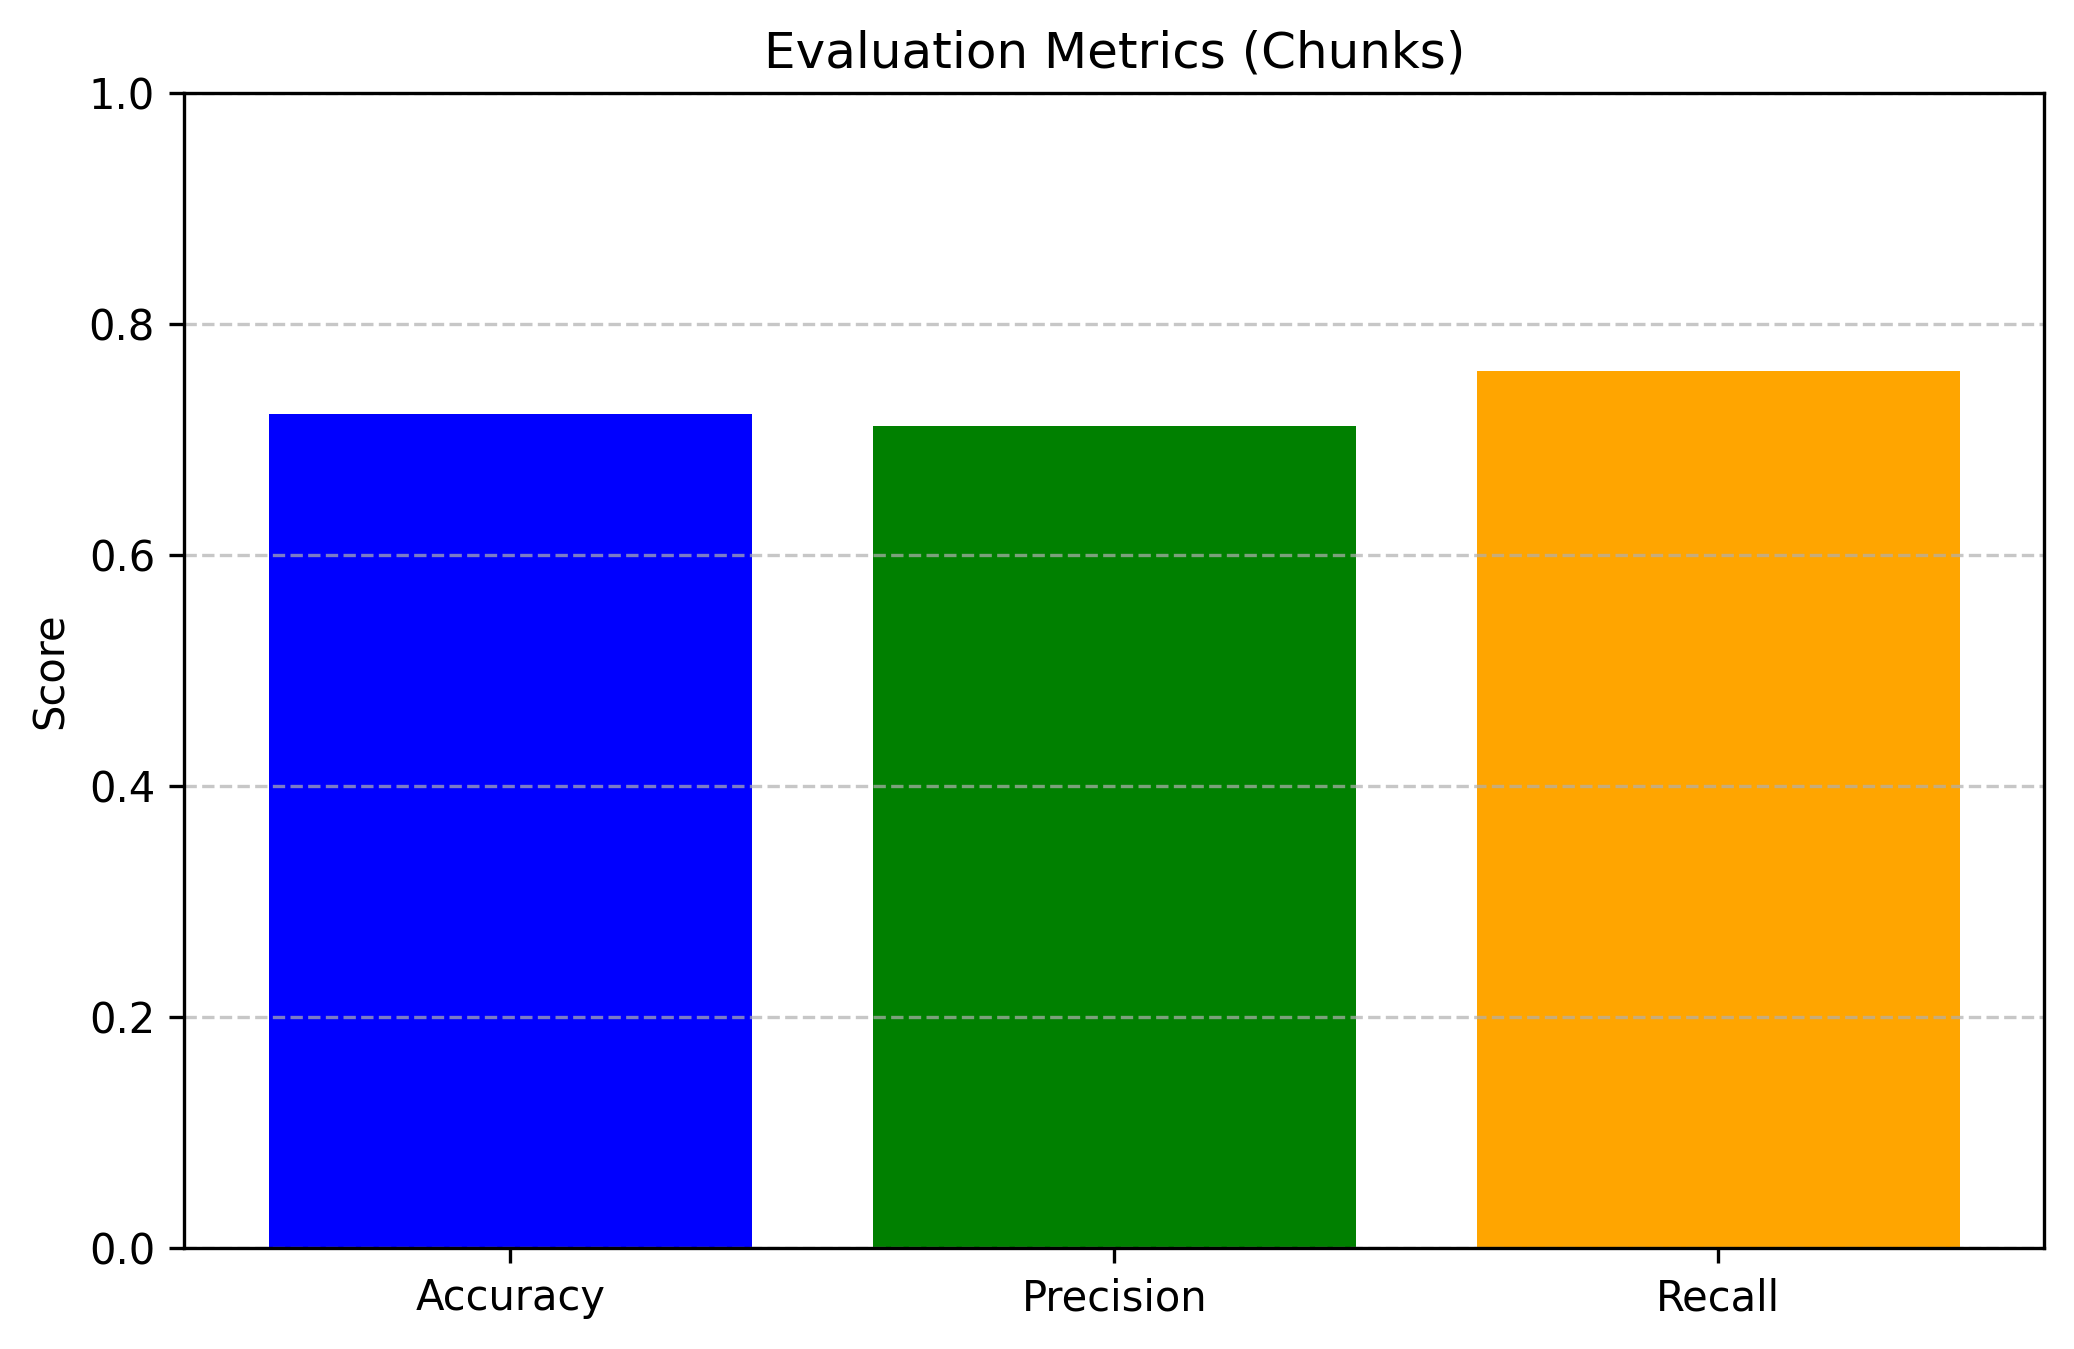 Evaluation Metrics (Chunks)
1.0
0.8
0.6
0.4
0.2
0.0
Score
Accuracy
Precision
Recall